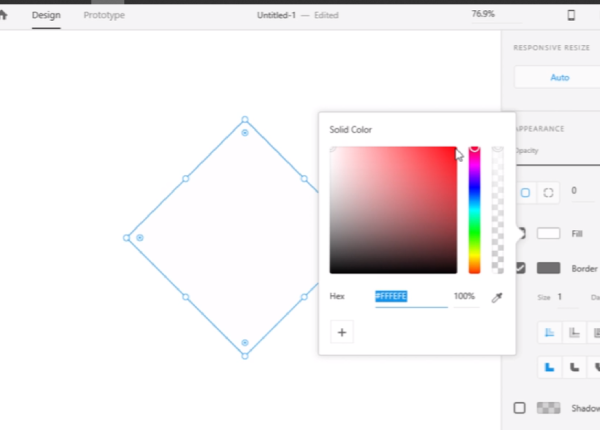 Design Prototype Untitled-1 — Edited 76.9%
RESPONSIVE RESIZE
Auto
APPEARANCE
Opacity
Solid Color
0
Fill
Border
Hex #FFFEFE 100%
Size 1
+
Shadow